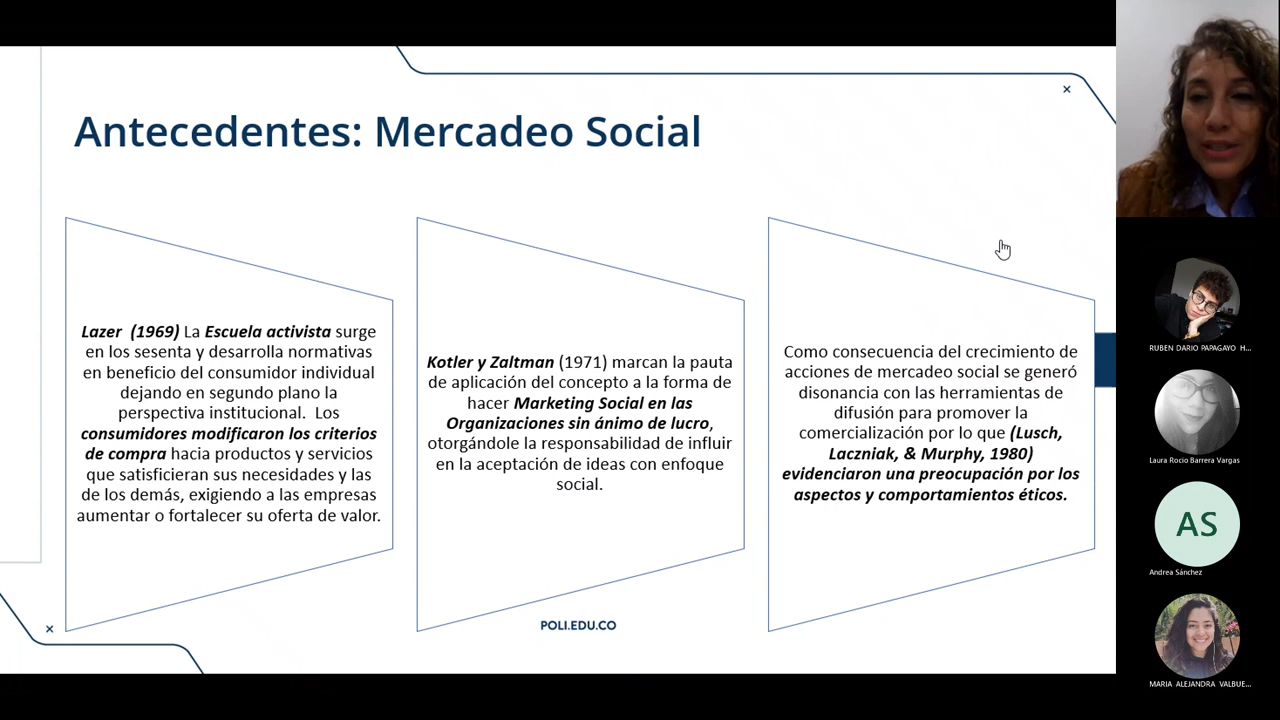 Antecedentes: Mercadeo Social
Lazer (1969) La Escuela activista surge
en los sesenta y desarrolla normativas
en beneficio del consumidor individual
dejando en segundo plano la
perspectiva institucional. Los
consumidores modificaron los criterios
de compra hacia productos y servicios
que satisficieran sus necesidades y las
de los demás, exigiendo a las empresas
aumentar o fortalecer su oferta de valor.
Kotler y Zaltman (1971) marcan la pauta
de aplicación del concepto a la forma de
hacer Marketing Social en las
Organizaciones sin ánimo de lucro,
otorgándole la responsabilidad de influir
en la aceptación de ideas con enfoque
social.
Como consecuencia del crecimiento de
acciones de mercadeo social se generó
disonancia con las herramientas de
difusión para promover la
comercialización por lo que (Lusch,
Laczniak, & Murphy, 1980)
evidenciaron una preocupación por los
aspectos y comportamientos éticos.
POLI.EDU.CO
RUBEN DARIO PAPAGAYO H...
Laura Rocio Barrera Vargas
AS
Andrea Sánchez
MARIA ALEJANDRA VALBUE...